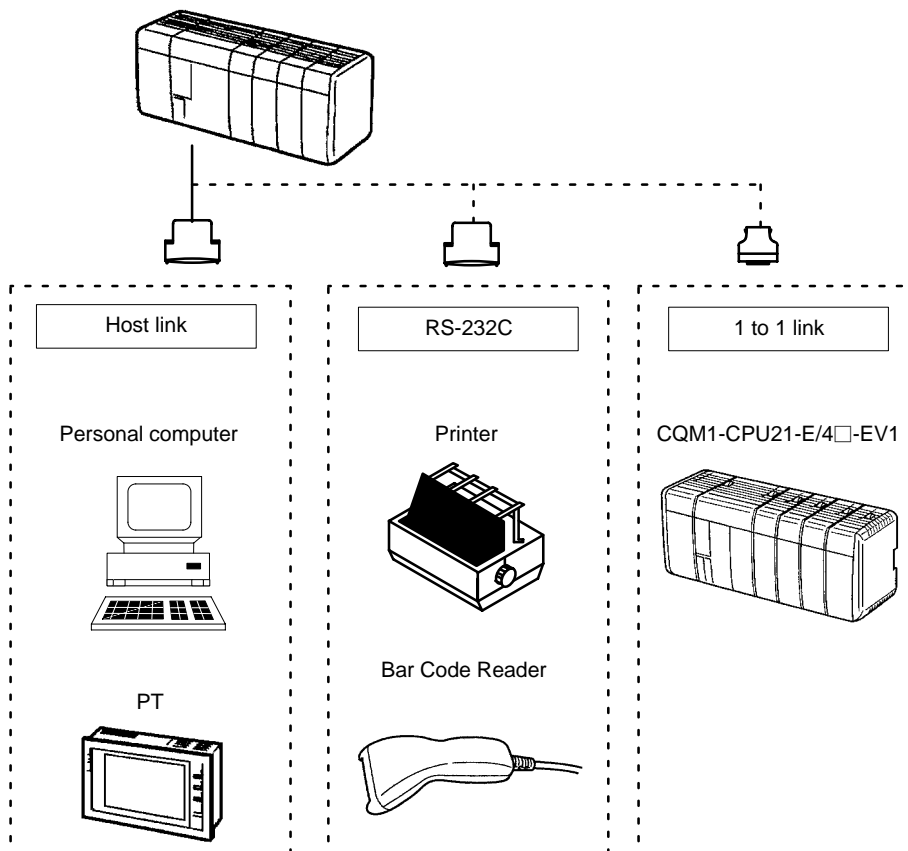 Host link
RS-232C
1 to 1 link
Personal computer
Printer
CQM1-CPU21-E/4□-EV1
Bar Code Reader
PT